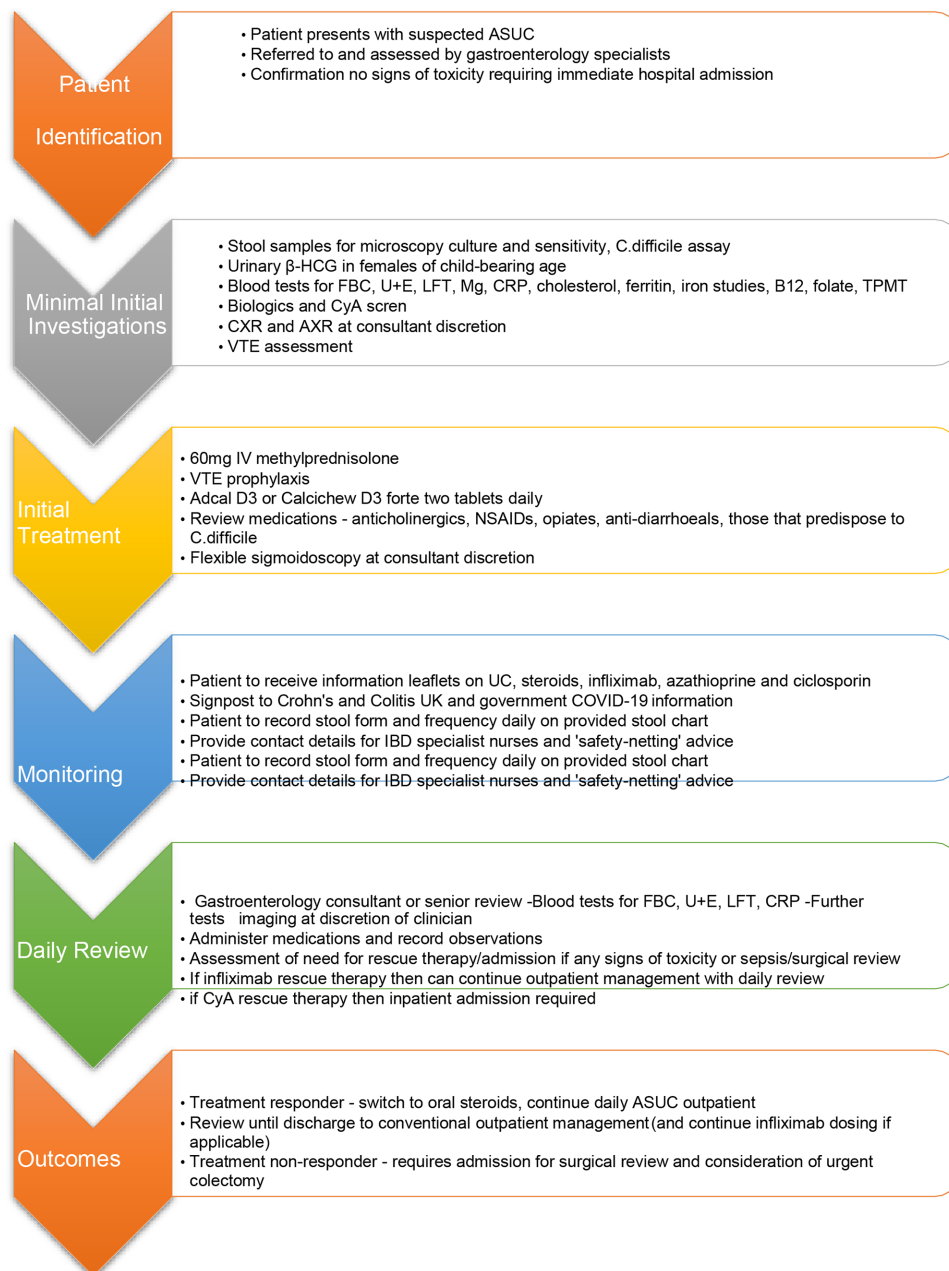 Patient
Identification
• Patient presents with suspected ASUC
• Referred to and assessed by gastroenterology specialists
• Confirmation no signs of toxicity requiring immediate hospital admission
Minimal Initial
Investigations
• Stool samples for microscopy culture and sensitivity, C.difficile assay
• Urinary β-HCG in females of child-bearing age
• Blood tests for FBC, U+E, LFT, Mg, CRP, cholesterol, ferritin, iron studies, B12, folate, TPMT
• Biologics and CyA scren
• CXR and AXR at consultant discretion
• VTE assessment
Initial
Treatment
• 60mg IV methylprednisolone
• VTE prophylaxis
• Adcal D3 or Calcichew D3 forte two tablets daily
• Review medications - anticholinergics, NSAIDs, opiates, anti-diarrhoeals, those that predispose to
C.difficile
• Flexible sigmoidoscopy at consultant discretion
Monitoring
• Patient to receive information leaflets on UC, steroids, infliximab, azathioprine and ciclosporin
• Signpost to Crohn's and Colitis UK and government COVID-19 information
• Patient to record stool form and frequency daily on provided stool chart
• Provide contact details for IBD specialist nurses and 'safety-netting' advice
• Patient to record stool form and frequency daily on provided stool chart
• Provide contact details for IBD specialist nurses and 'safety-netting' advice
Daily Review
• Gastroenterology consultant or senior review -Blood tests for FBC, U+E, LFT, CRP -Further
tests imaging at discretion of clinician
• Administer medications and record observations
• Assessment of need for rescue therapy/admission if any signs of toxicity or sepsis/surgical review
• If infliximab rescue therapy then can continue outpatient management with daily review
• if CyA rescue therapy then inpatient admission required
Outcomes
• Treatment responder - switch to oral steroids, continue daily ASUC outpatient
• Review until discharge to conventional outpatient management (and continue infliximab dosing if
applicable)
• Treatment non-responder - requires admission for surgical review and consideration of urgent
colectomy